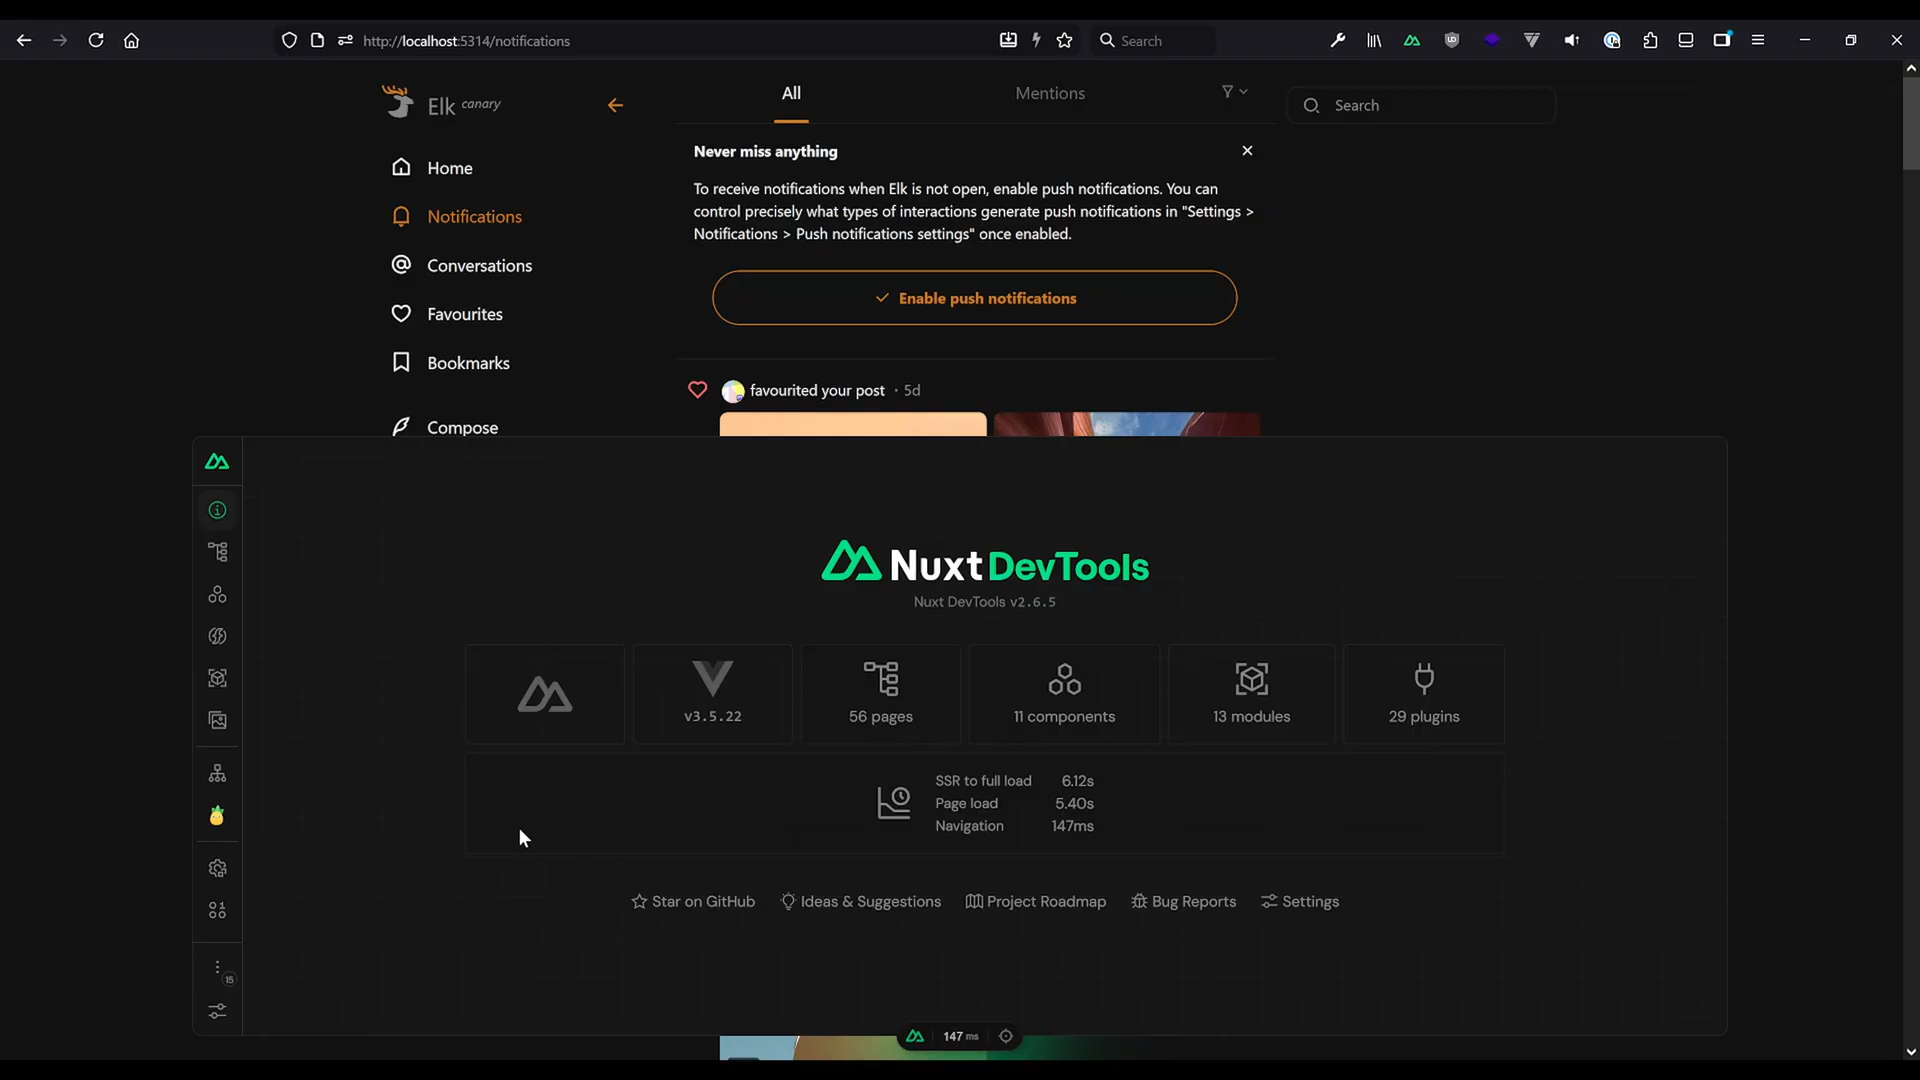 http://localhost:5314/notifications
Search
Elk canary
Home
Notifications
Conversations
Favourites
Bookmarks
Compose
All
Mentions
Search
Never miss anything
To receive notifications when Elk is not open, enable push notifications. You can
control precisely what types of interactions generate push notifications in "Settings >
Notifications > Push notifications settings" once enabled.
Enable push notifications
favourited your post · 5d
Nuxt DevTools
Nuxt DevTools v2.6.5
v3.5.22
56 pages
11 components
13 modules
29 plugins
SSR to full load 6.12s
Page load 5.40s
Navigation 147ms
Star on GitHub
Ideas & Suggestions
Project Roadmap
Bug Reports
Settings
15
147 ms